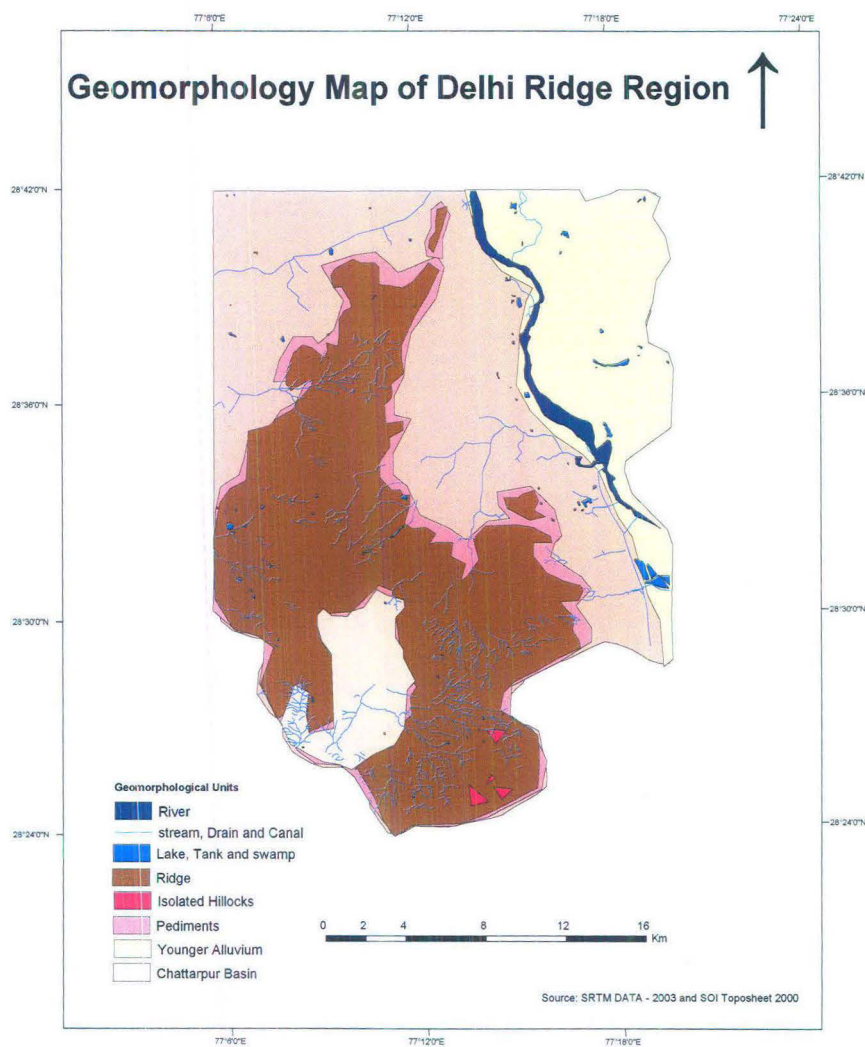 77°6'0"E 77°12'0"E 77°18'0"E 77°24'0"E
Geomorphology Map of Delhi Ridge Region
28°42'0"N 28°42'0"N
28°36'0"N 28°36'0"N
28°30'0"N 28°30'0"N
28°24'0"N 28°24'0"N
Geomorphological Units
River
stream, Drain and Canal
Lake, Tank and swamp
Ridge
Isolated Hillocks
Pediments
Younger Alluvium
Chattarpur Basin
0 2 4 8 12 16
Km
Source: SRTM DATA - 2003 and SOI Toposheet 2000
77°6'0"E 77°12'0"E 77°18'0"E